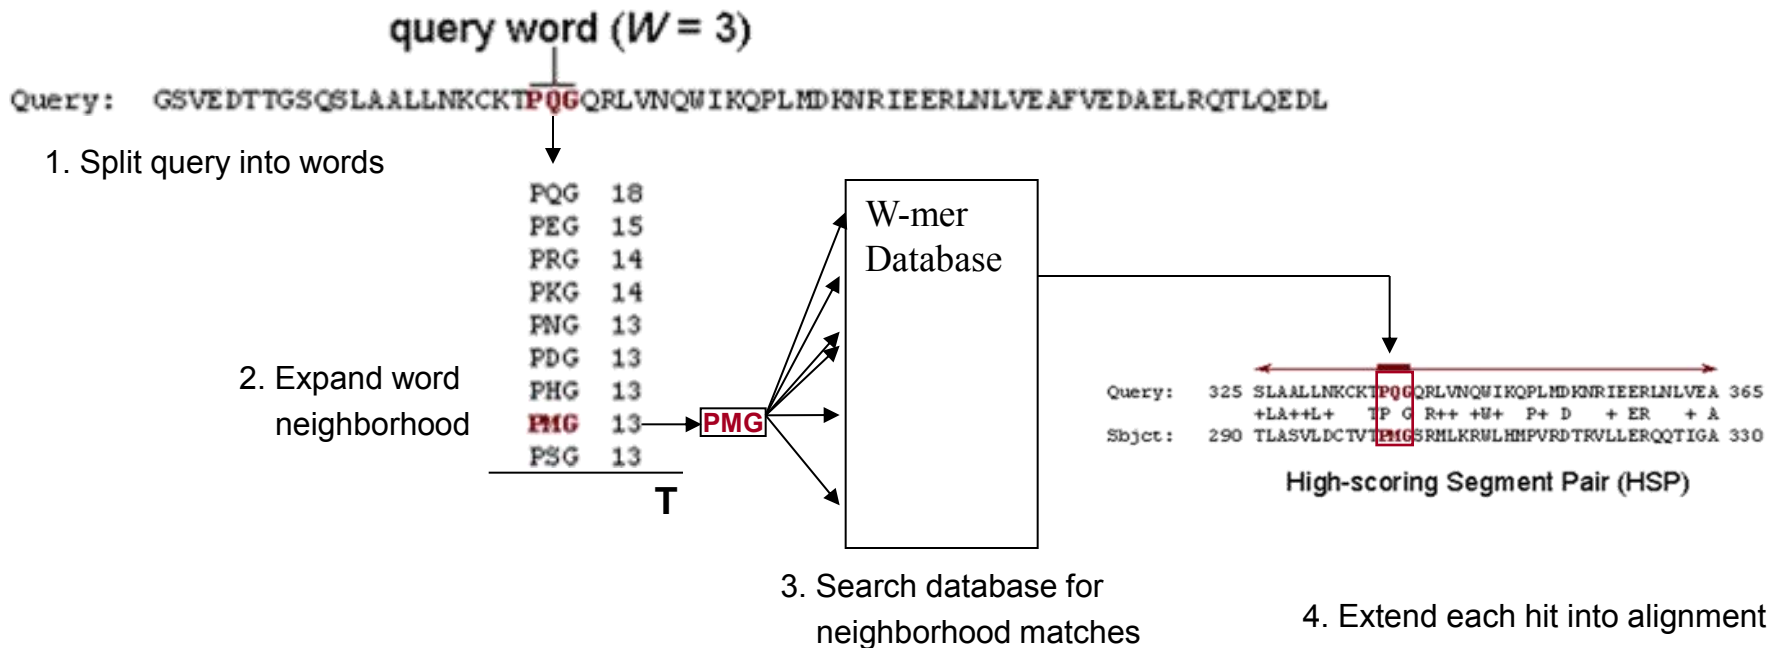 query word (W = 3)
Query: GSVEDTTGSQSLAALLNKCKTPQGQRLVNQWIKQPLMDKNRIEERLNLVEAFVEDAELRQTLQEDL
1. Split query into words
PQG 18
PEG 15
PRG 14
PKG 14
PNG 13
PDG 13
PHG 13
PMG 13
PSG 13
T
2. Expand word
neighborhood
PMG
W-mer
Database
3. Search database for
neighborhood matches
Query: 325 SLAALLNKCKTPQGQRLVNQWIKQPLMDKNRIEERLNLVEA 365
+LA++L+ TP G R++ +W+ P+ D + ER + A
Sbjct: 290 TLASVLDCTVTPMGSRMLKRWLHMPVRDTRVLLERQQTIGA 330
High-scoring Segment Pair (HSP)
4. Extend each hit into alignment